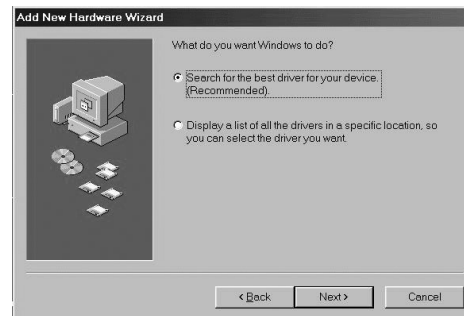 Add New Hardware Wizard
What do you want Windows to do?
Search for the best driver for your device.
(Recommended).
Display a list of all the drivers in a specific location, so
you can select the driver you want.
< Back
Next >
Cancel